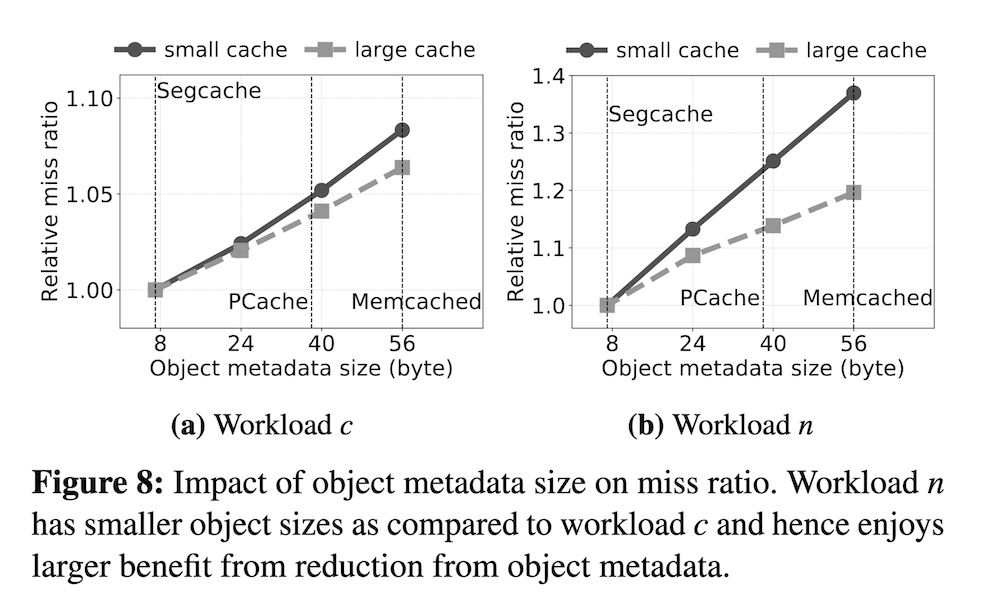 small cache large cache
1.10
1.05
1.00
Relative miss ratio
Segcache
PCache
Memcached
8 24 40 56
Object metadata size (byte)
(a) Workload c
small cache large cache
1.4
1.3
1.2
1.1
1.0
Relative miss ratio
Segcache
PCache
Memcached
8 24 40 56
Object metadata size (byte)
(b) Workload n
Figure 8: Impact of object metadata size on miss ratio. Workload n
has smaller object sizes as compared to workload c and hence enjoys
larger benefit from reduction from object metadata.